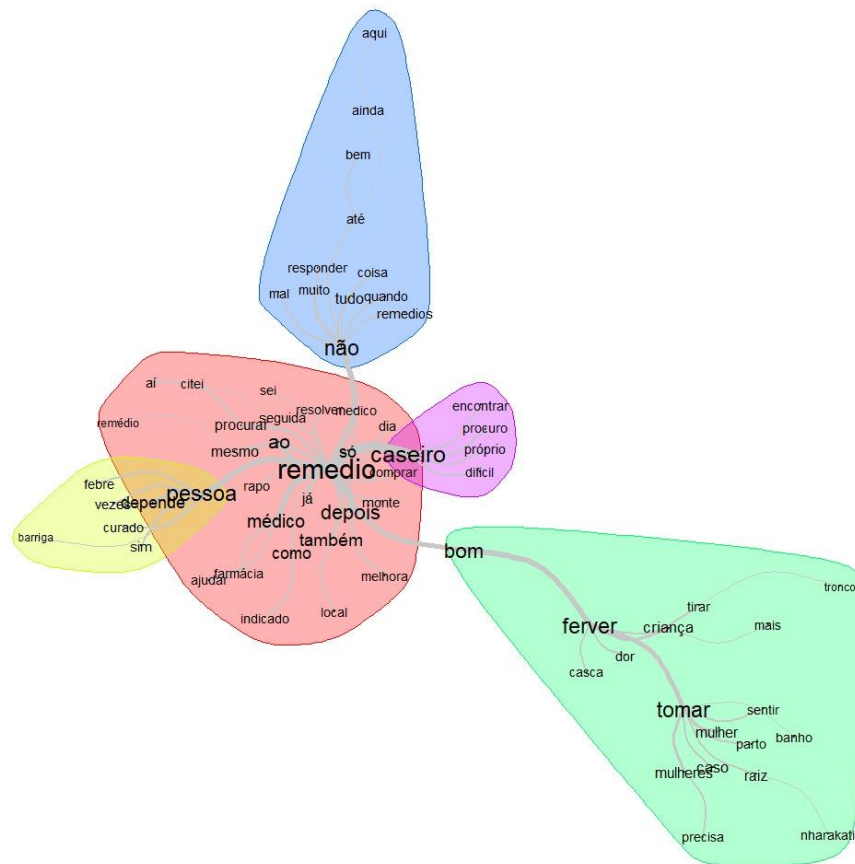 aqui
ainda
bem
até
responder
coisa
mal
muito
tudo
quando
remedios
não
aí
citei
sei
remédio
procurar
seguida
resolver
medico
dia
mesmo
ao
só
caseiro
remedio
comprar
rapo
já
monte
médico
depois
como
também
farmácia
ajudar
melhora
indicado
local
encontrar
procuro
próprio
dificil
febre
pessoa
vezes
depende
curado
sim
barriga
bom
ferver
criança
tirar
tronco
mais
dor
casca
tomar
sentir
mulher
parto
banho
caso
mulheres
raiz
precisa
nharakati